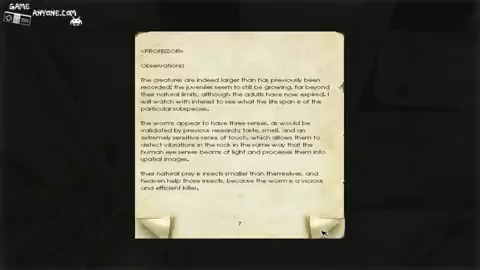 GAME
ANYONE.COM
<PROFESSOR>
Observations
The creatures are indeed larger than has previously been
recorded; the juveniles seem to still be growing, far beyond
their natural limits, although the adults have now expired. I
will watch with interest to see what the life span is of this
particular subspecies.
The worms appear to have three senses, as would be
validated by previous research; taste, smell, and an
extremely sensitive sense of touch, which allows them to
detect vibrations in the rock in the same way that the
human eye senses beams of light and processes them into
spatial images.
Their natural prey is insects smaller than themselves, and
heaven help those insects, because the worm is a vicious
and efficient killer.
7